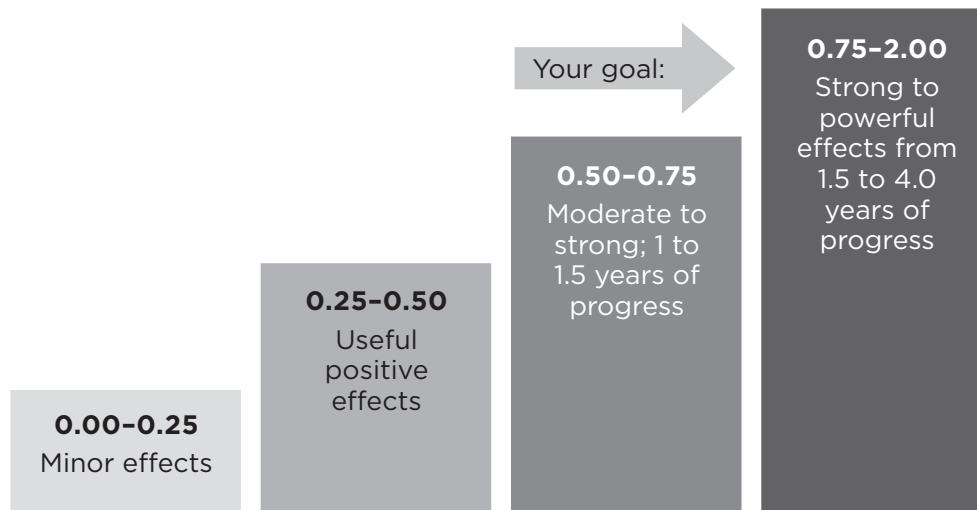 0.00–0.25
Minor effects
0.25–0.50
Useful
positive
effects
Your goal:
0.50–0.75
Moderate to
strong; 1 to
1.5 years of
progress
0.75–2.00
Strong to
powerful
effects from
1.5 to 4.0
years of
progress